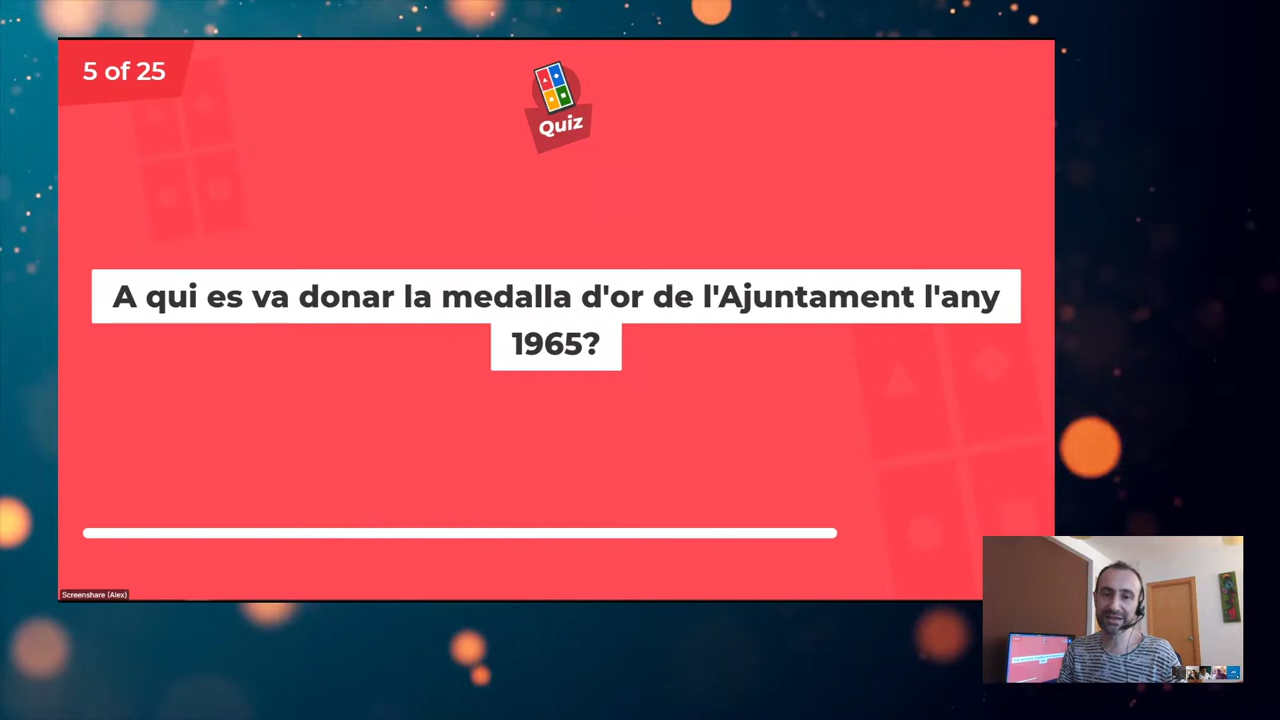 5 of 25
Quiz
A qui es va donar la medalla d'or de l'Ajuntament l'any
1965?
Screenshare (Alex)